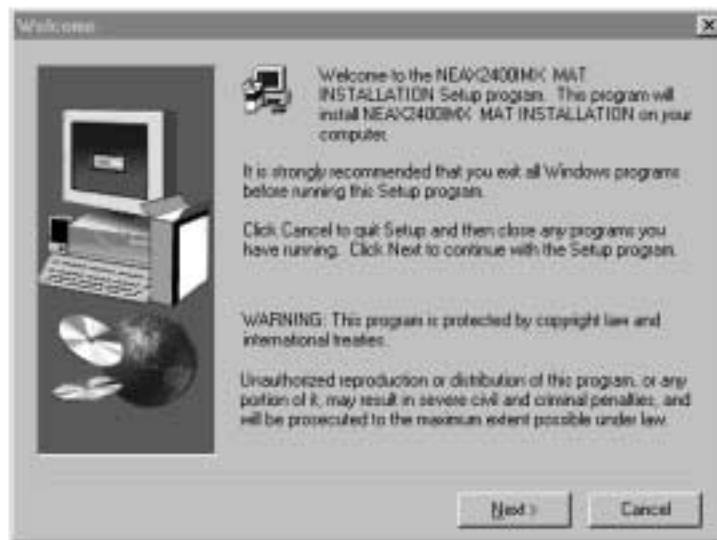 Welcome
Welcome to the NEAX2400IMX MAT
INSTALLATION Setup program. This program will
install NEAX2400IMX MAT INSTALLATION on your
computer.
It is strongly recommended that you exit all Windows programs
before running this Setup program.
Click Cancel to quit Setup and then close any programs you
have running. Click Next to continue with the Setup program.
WARNING: This program is protected by copyright law and
international treaties.
Unauthorized reproduction or distribution of this program, or any
portion of it, may result in severe civil and criminal penalties, and
will be prosecuted to the maximum extent possible under law.
Next >
Cancel